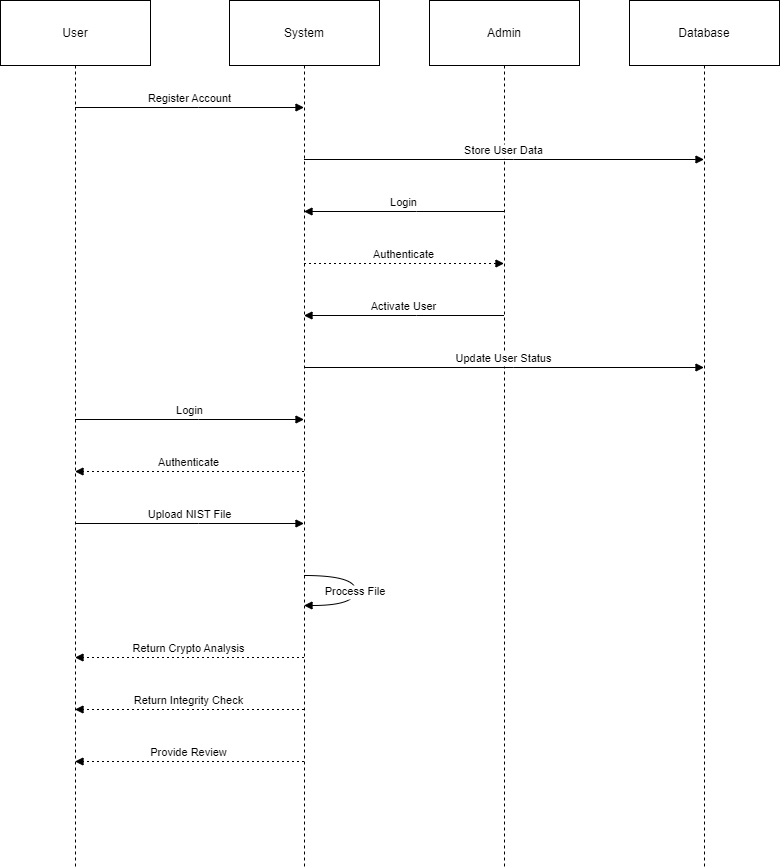 User
System
Admin
Database
Register Account
Store User Data
Login
Authenticate
Activate User
Update User Status
Login
Authenticate
Upload NIST File
Process File
Return Crypto Analysis
Return Integrity Check
Provide Review